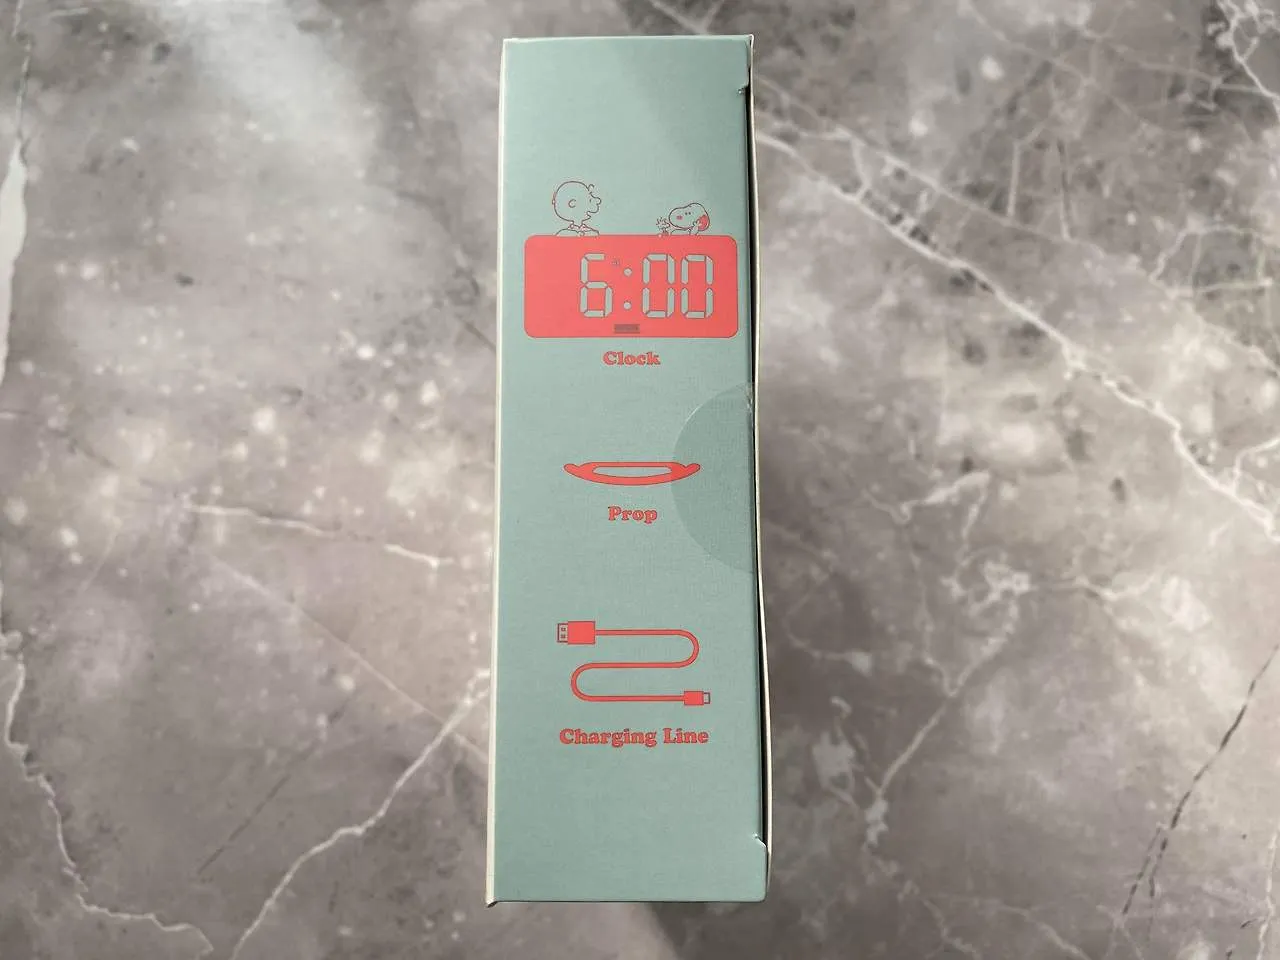 6:00
Clock
Prop
Charging Line